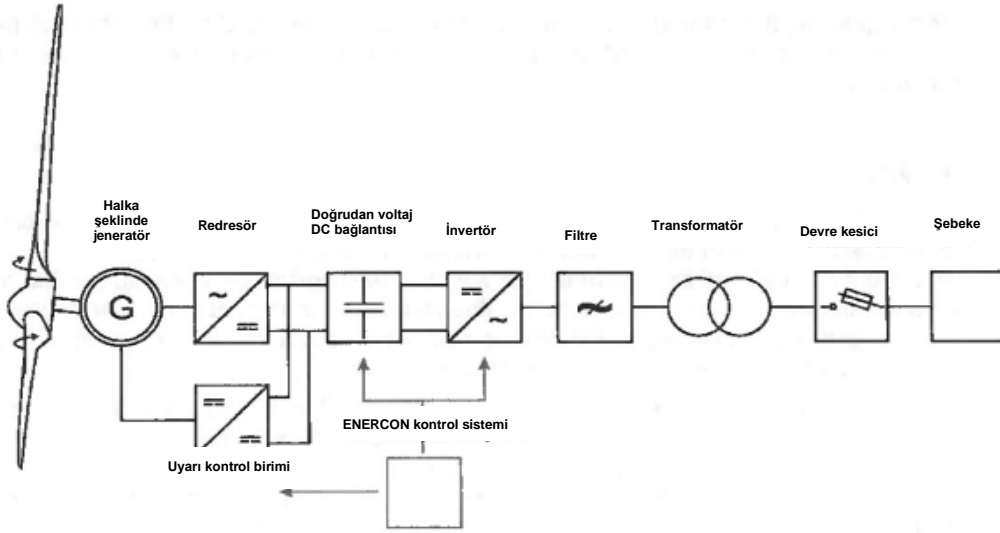 Halka
şeklinde
jeneratör
Redresör
Doğrudan voltaj
DC bağlantısı
İnvertör
Filtre
Transformatör
Devre kesici
Şebeke
G
ENERCON kontrol sistemi
Uyarı kontrol birimi